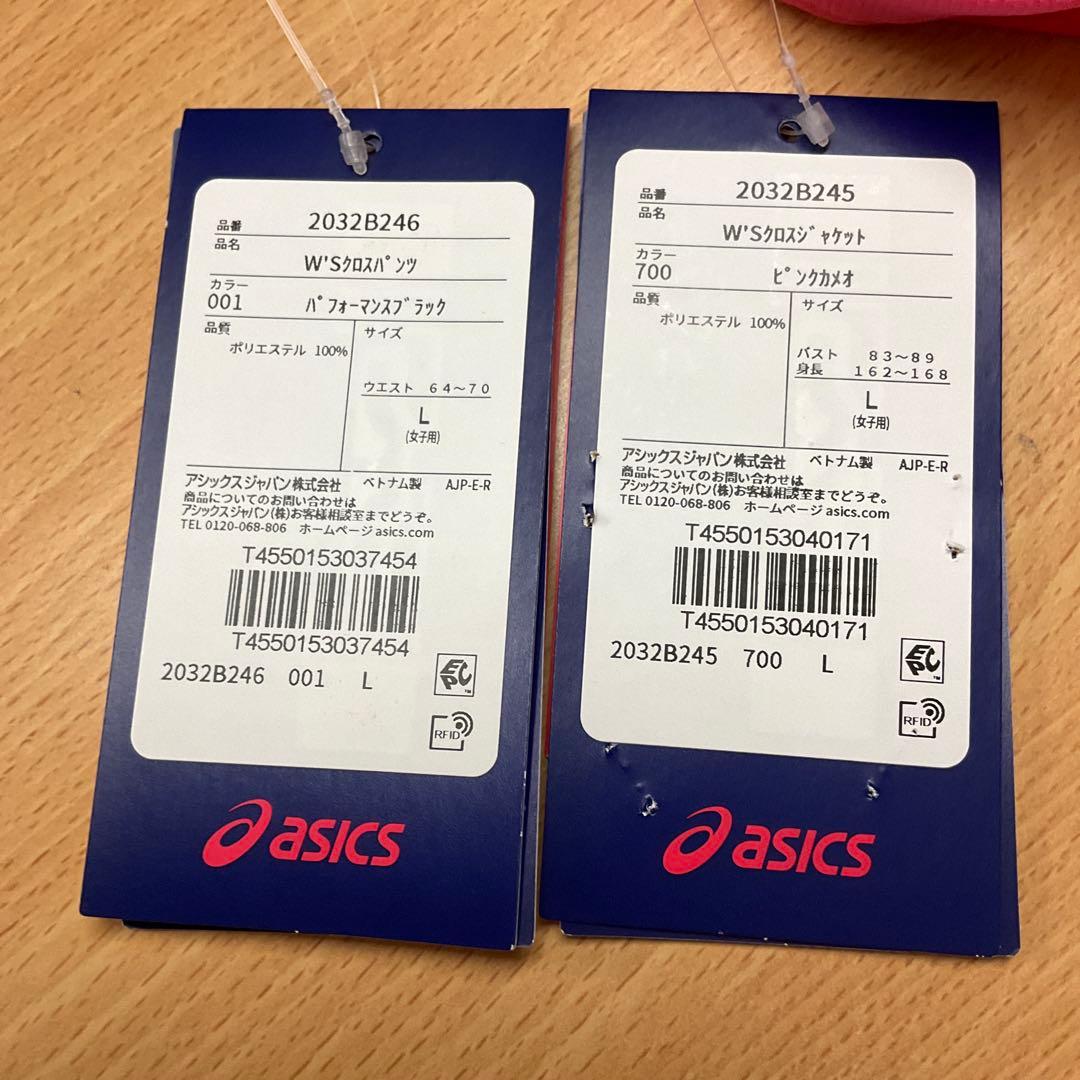 品番 2032B246
品名
W'Sｸﾛｽﾊﾟﾝﾂ
カラー
001 ﾊﾟﾌｫｰﾏﾝｽﾌﾞﾗｯｸ
品質
ポリエステル 100%
サイズ
ウエスト ６４～７０
L
(女子用)
アシックスジャパン株式会社 ベトナム製 AJP-E-R
商品についてのお問い合わせは
アシックスジャパン(株)お客様相談室までどうぞ。
TEL 0120-068-806 ホームページ asics.com
T4550153037454
T4550153037454
2032B246 001 L
EPC™
RFID
asics
品番 2032B245
品名
W'Sｸﾛｽｼﾞｬｹｯﾄ
カラー
700 ﾋﾟﾝｸｶﾒｵ
品質
ポリエステル 100%
サイズ
バスト ８３～８９
身長 １６２～１６８
L
(女子用)
アシックスジャパン株式会社 ベトナム製 AJP-E-R
商品についてのお問い合わせは
アシックスジャパン(株)お客様相談室までどうぞ。
TEL 0120-068-806 ホームページ asics.com
T4550153040171
T4550153040171
2032B245 700 L
EPC™
RFID
asics